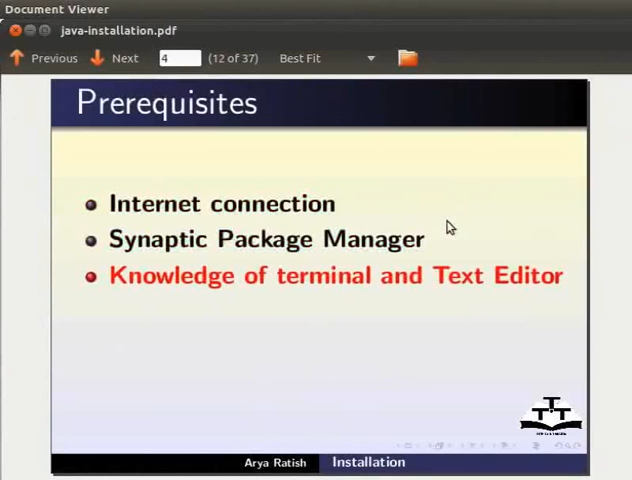 Document Viewer
java-installation.pdf
Previous Next 4 (12 of 37) Best Fit
Prerequisites
Internet connection
Synaptic Package Manager
Knowledge of terminal and Text Editor
T T T
Arya Ratish Installation